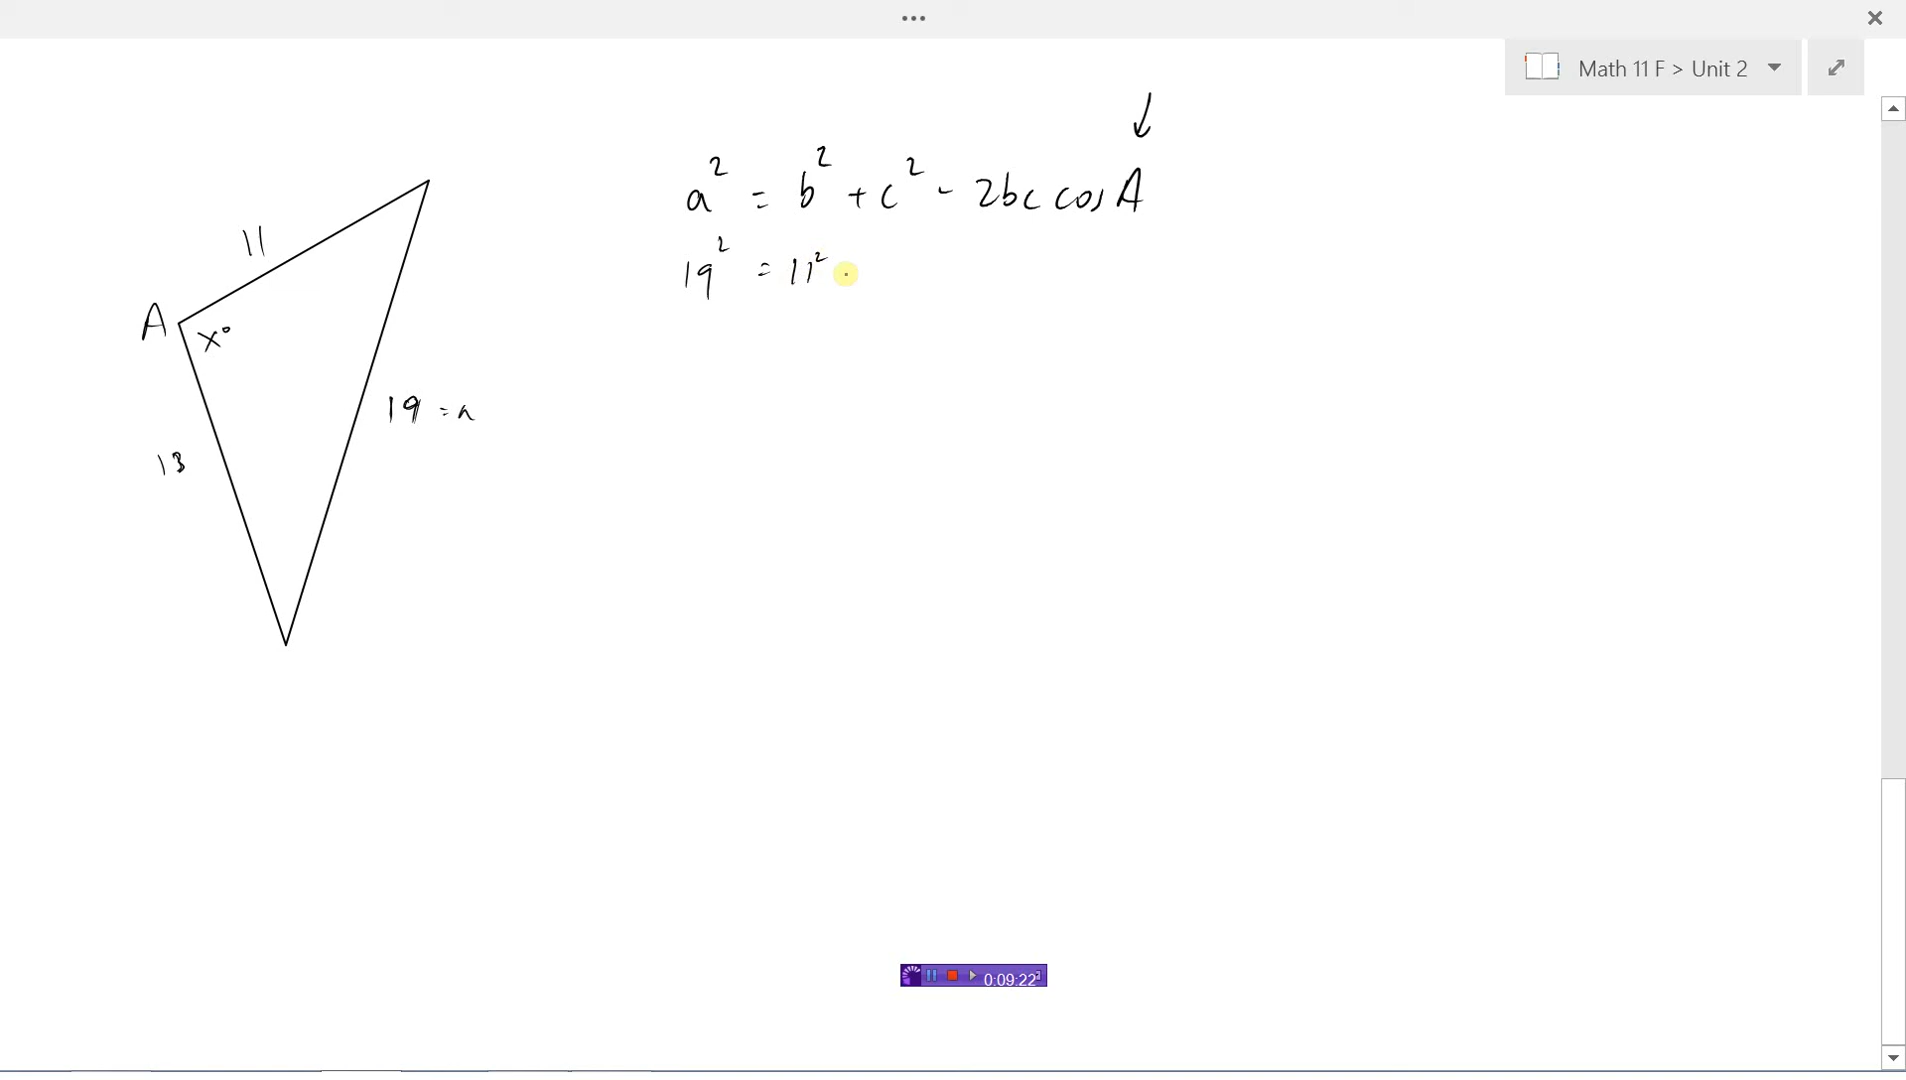 Math 11 F > Unit 2
a² = b² + c² - 2bc cos A
19² = 11²
11
A
x°
19 = a
13
0:09:22